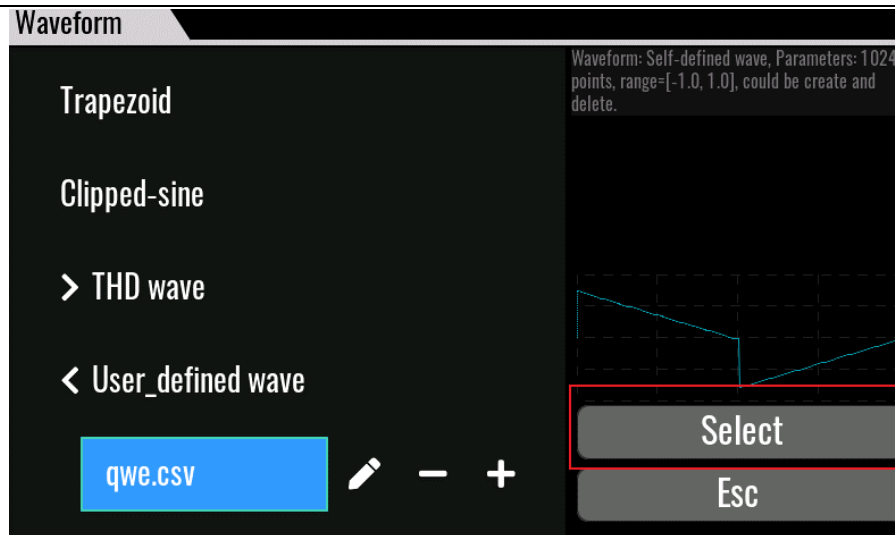 Waveform
Trapezoid
Clipped-sine
THD wave
User_defined wave
qwe.csv
Waveform: Self-defined wave, Parameters: 1024
points, range=[-1.0, 1.0], could be create and
delete.
Select
Esc